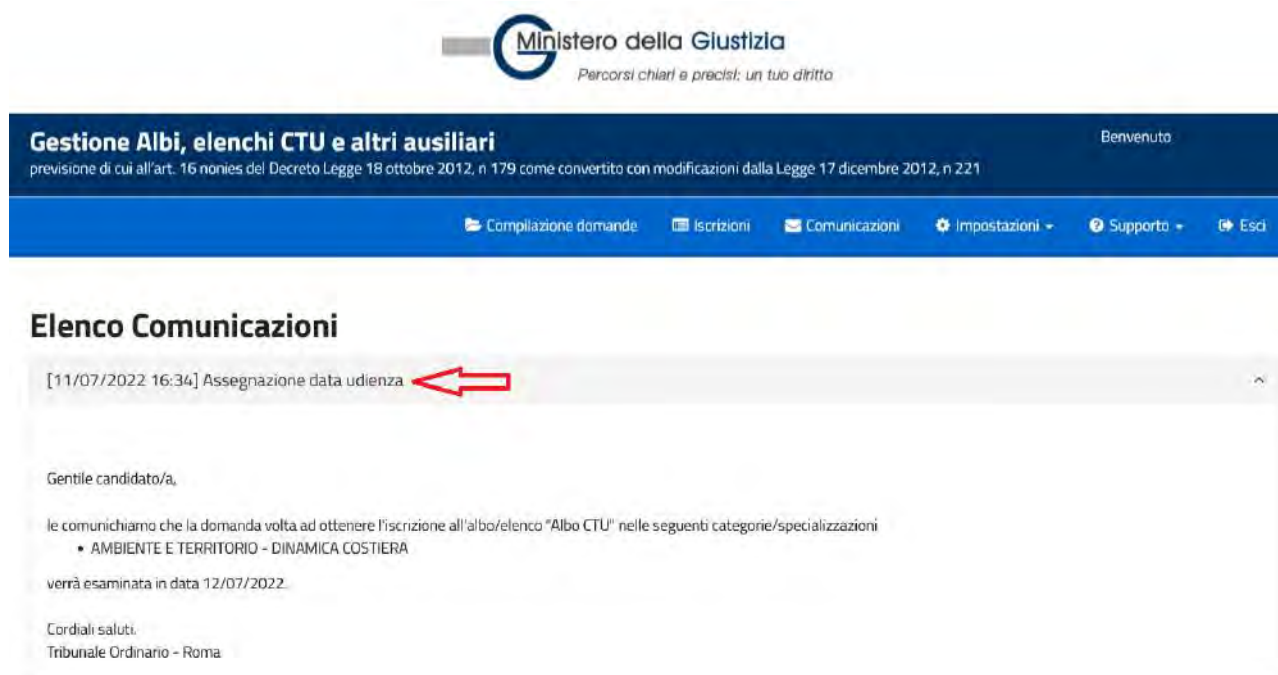 Ministero della Giustizia
Percorsi chiari e precisi: un tuo diritto
Gestione Albi, elenchi CTU e altri ausiliari
Benvenuto
previsione di cui all'art. 16 nonies del Decreto Legge 18 ottobre 2012, n 179 come convertito con modificazioni dalla Legge 17 dicembre 2012, n 221
Compilazione domande Iscrizioni Comunicazioni Impostazioni Supporto Esci
Elenco Comunicazioni
[11/07/2022 16:34] Assegnazione data udienza
Gentile candidato/a,
le comunichiamo che la domanda volta ad ottenere l'iscrizione all'albo/elenco "Albo CTU" nelle seguenti categorie/specializzazioni
• AMBIENTE E TERRITORIO - DINAMICA COSTIERA
verrà esaminata in data 12/07/2022.
Cordiali saluti.
Tribunale Ordinario - Roma